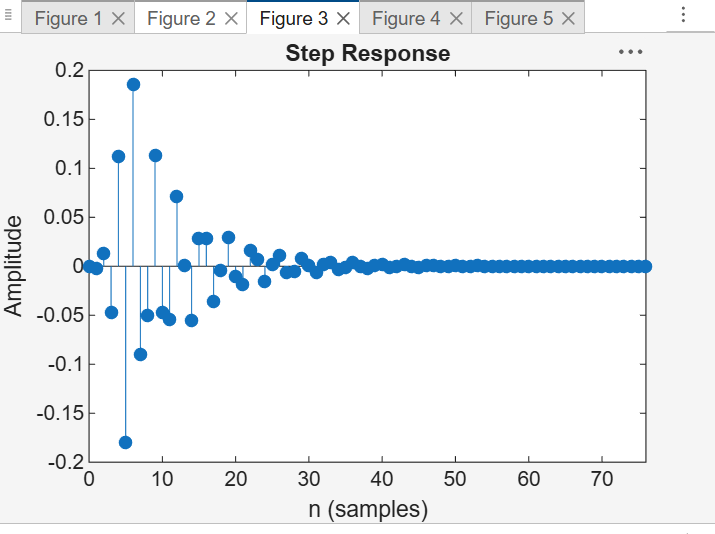 Figure 1 × Figure 2 × Figure 3 × Figure 4 × Figure 5 ×
Step Response
0.2
0.15
0.1
0.05
0
-0.05
-0.1
-0.15
-0.2
Amplitude
0 10 20 30 40 50 60 70
n (samples)